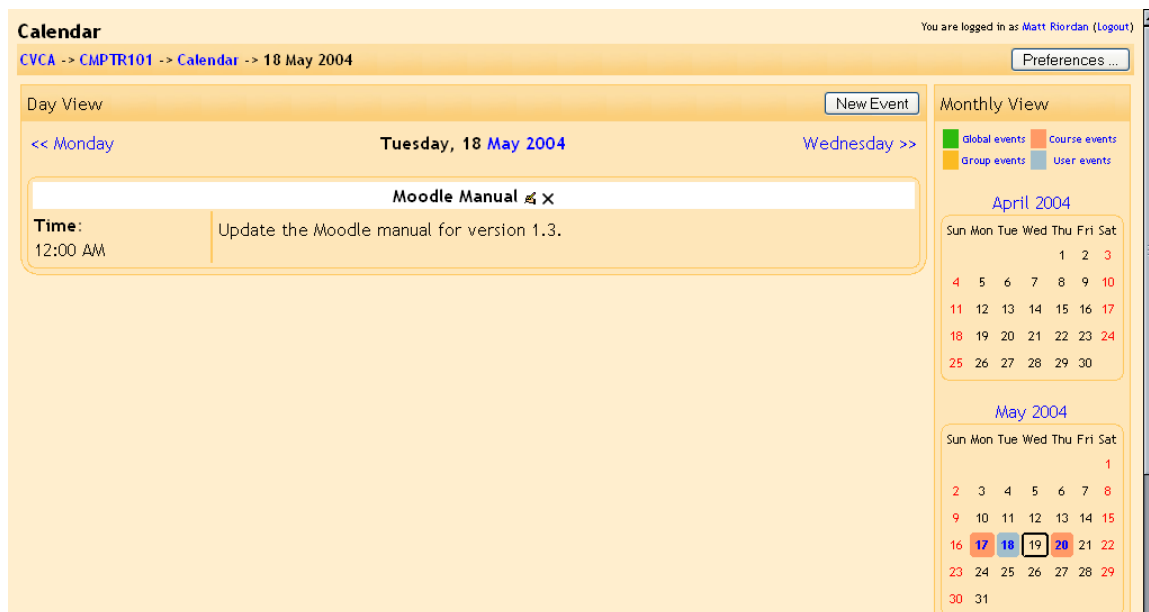 Calendar
You are logged in as Matt Riordan (Logout)
CVCA -> CMPTR101 -> Calendar -> 18 May 2004
Preferences ...
Day View
New Event
<< Monday
Tuesday, 18 May 2004
Wednesday >>
Moodle Manual
Time:
12:00 AM
Update the Moodle manual for version 1.3.
Monthly View
Global events Course events
Group events User events
April 2004
Sun Mon Tue Wed Thu Fri Sat
1 2 3
4 5 6 7 8 9 10
11 12 13 14 15 16 17
18 19 20 21 22 23 24
25 26 27 28 29 30
May 2004
Sun Mon Tue Wed Thu Fri Sat
1
2 3 4 5 6 7 8
9 10 11 12 13 14 15
16 17 18 19 20 21 22
23 24 25 26 27 28 29
30 31